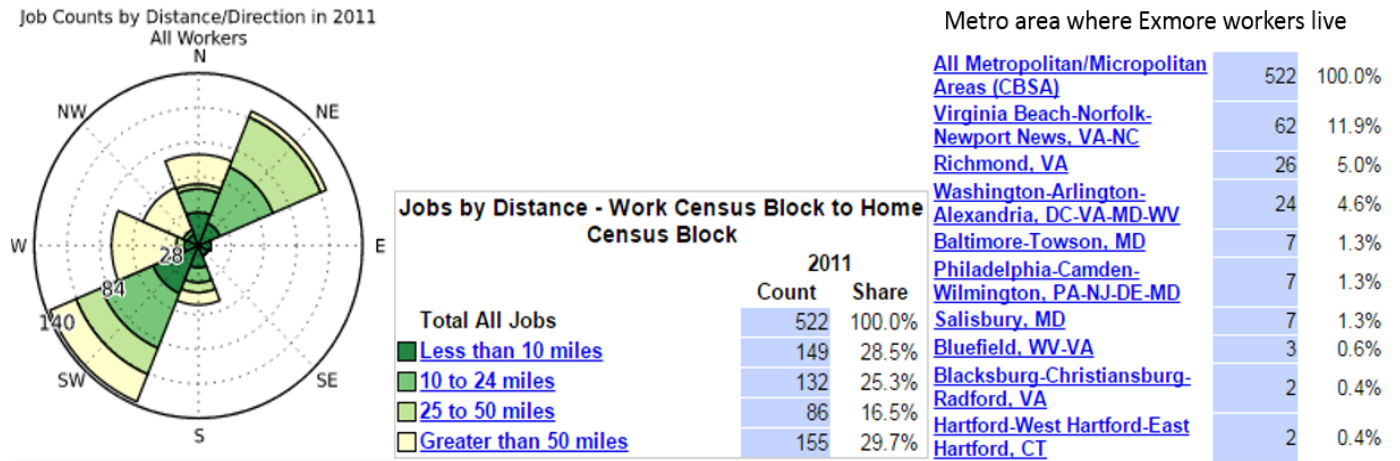 Job Counts by Distance/Direction in 2011
All Workers
N
NW
NE
W
E
28
84
140
SW
SE
S
Jobs by Distance - Work Census Block to Home
Census Block
2011
Count Share
Total All Jobs 522 100.0%
Less than 10 miles 149 28.5%
10 to 24 miles 132 25.3%
25 to 50 miles 86 16.5%
Greater than 50 miles 155 29.7%
Metro area where Exmore workers live
All Metropolitan/Micropolitan
Areas (CBSA) 522 100.0%
Virginia Beach-Norfolk-
Newport News, VA-NC 62 11.9%
Richmond, VA 26 5.0%
Washington-Arlington-
Alexandria, DC-VA-MD-WV 24 4.6%
Baltimore-Towson, MD 7 1.3%
Philadelphia-Camden-
Wilmington, PA-NJ-DE-MD 7 1.3%
Salisbury, MD 7 1.3%
Bluefield, WV-VA 3 0.6%
Blacksburg-Christiansburg-
Radford, VA 2 0.4%
Hartford-West Hartford-East
Hartford, CT 2 0.4%